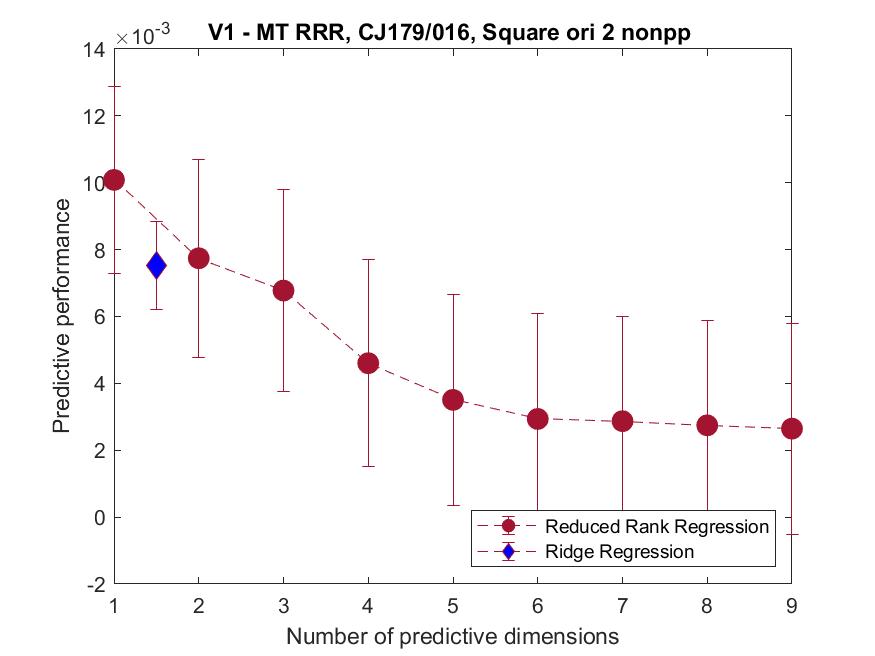 V1 - MT RRR, CJ179/016, Square ori 2 nonpp
×10-3
14
12
10
8
6
4
2
0
-2
Predictive performance
1 2 3 4 5 6 7 8 9
Number of predictive dimensions
Reduced Rank Regression
Ridge Regression